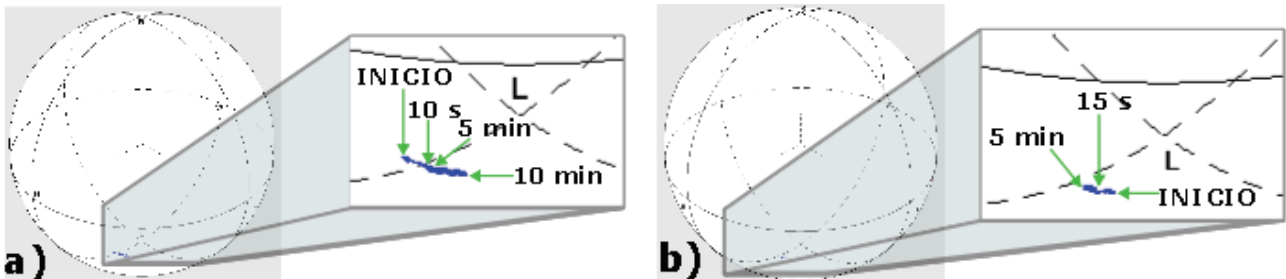 a)
INICIO
10 s
5 min
10 min
L
b)
15 s
5 min
L
INICIO